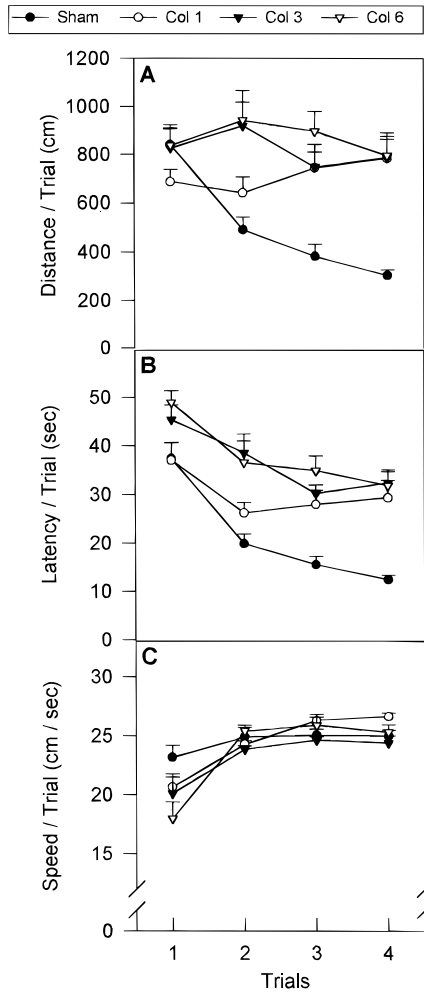 Sham Col 1 Col 3 Col 6
A
1200
1000
800
600
400
200
0
Distance / Trial (cm)
B
50
40
30
20
10
0
Latency / Trial (sec)
C
30
25
20
15
0
Speed / Trial (cm / sec)
1 2 3 4
Trials